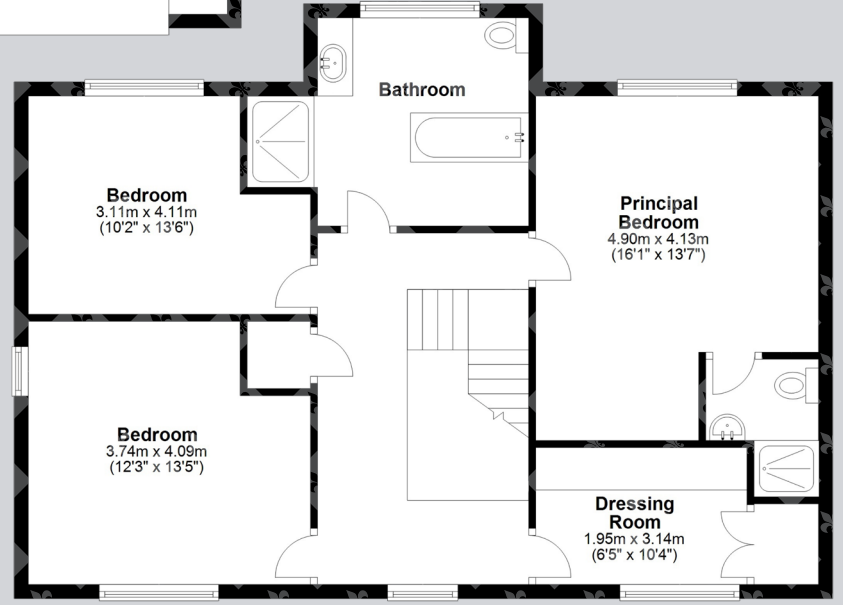 Bathroom
Bedroom
3.11m x 4.11m
(10'2" x 13'6")
Principal
Bedroom
4.90m x 4.13m
(16'1" x 13'7")
Bedroom
3.74m x 4.09m
(12'3" x 13'5")
Dressing
Room
1.95m x 3.14m
(6'5" x 10'4")